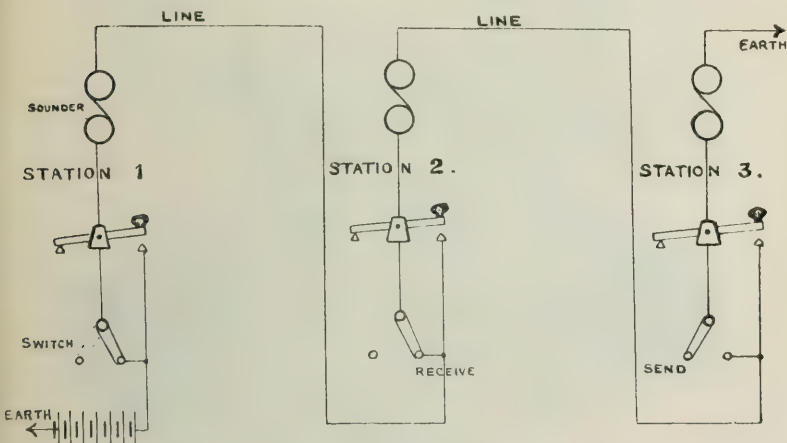 LINE
LINE
EARTH
SOUNDER
STATION 1
STATION 2.
STATION 3.
SWITCH
RECEIVE
SEND
EARTH